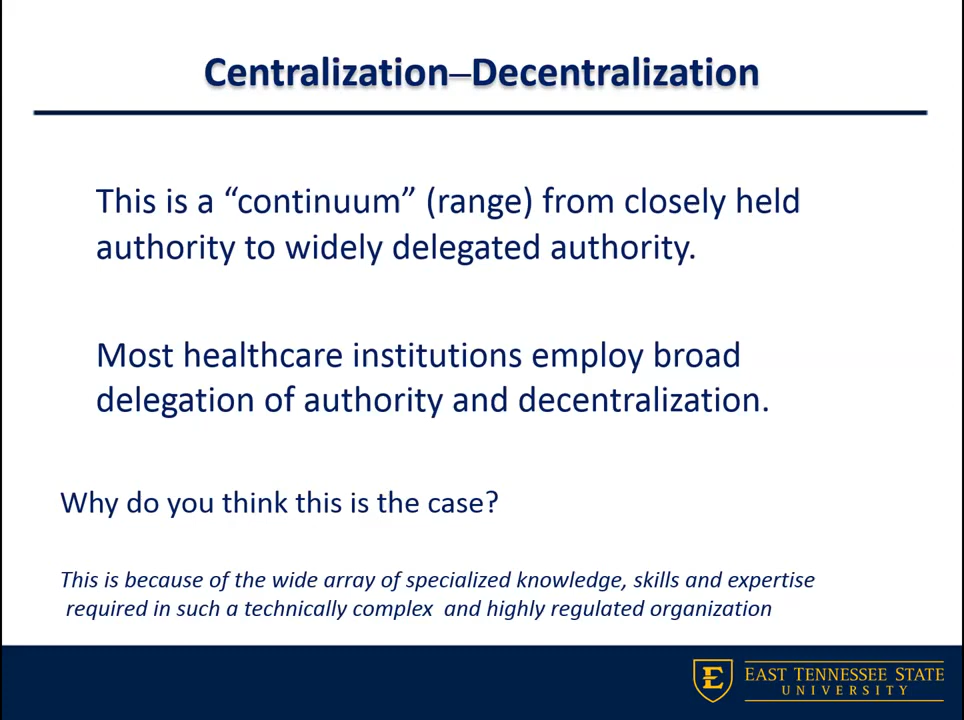 Centralization–Decentralization
This is a “continuum” (range) from closely held
authority to widely delegated authority.
Most healthcare institutions employ broad
delegation of authority and decentralization.
Why do you think this is the case?
This is because of the wide array of specialized knowledge, skills and expertise
required in such a technically complex  and highly regulated organization
E
EAST TENNESSEE STATE
UNIVERSITY